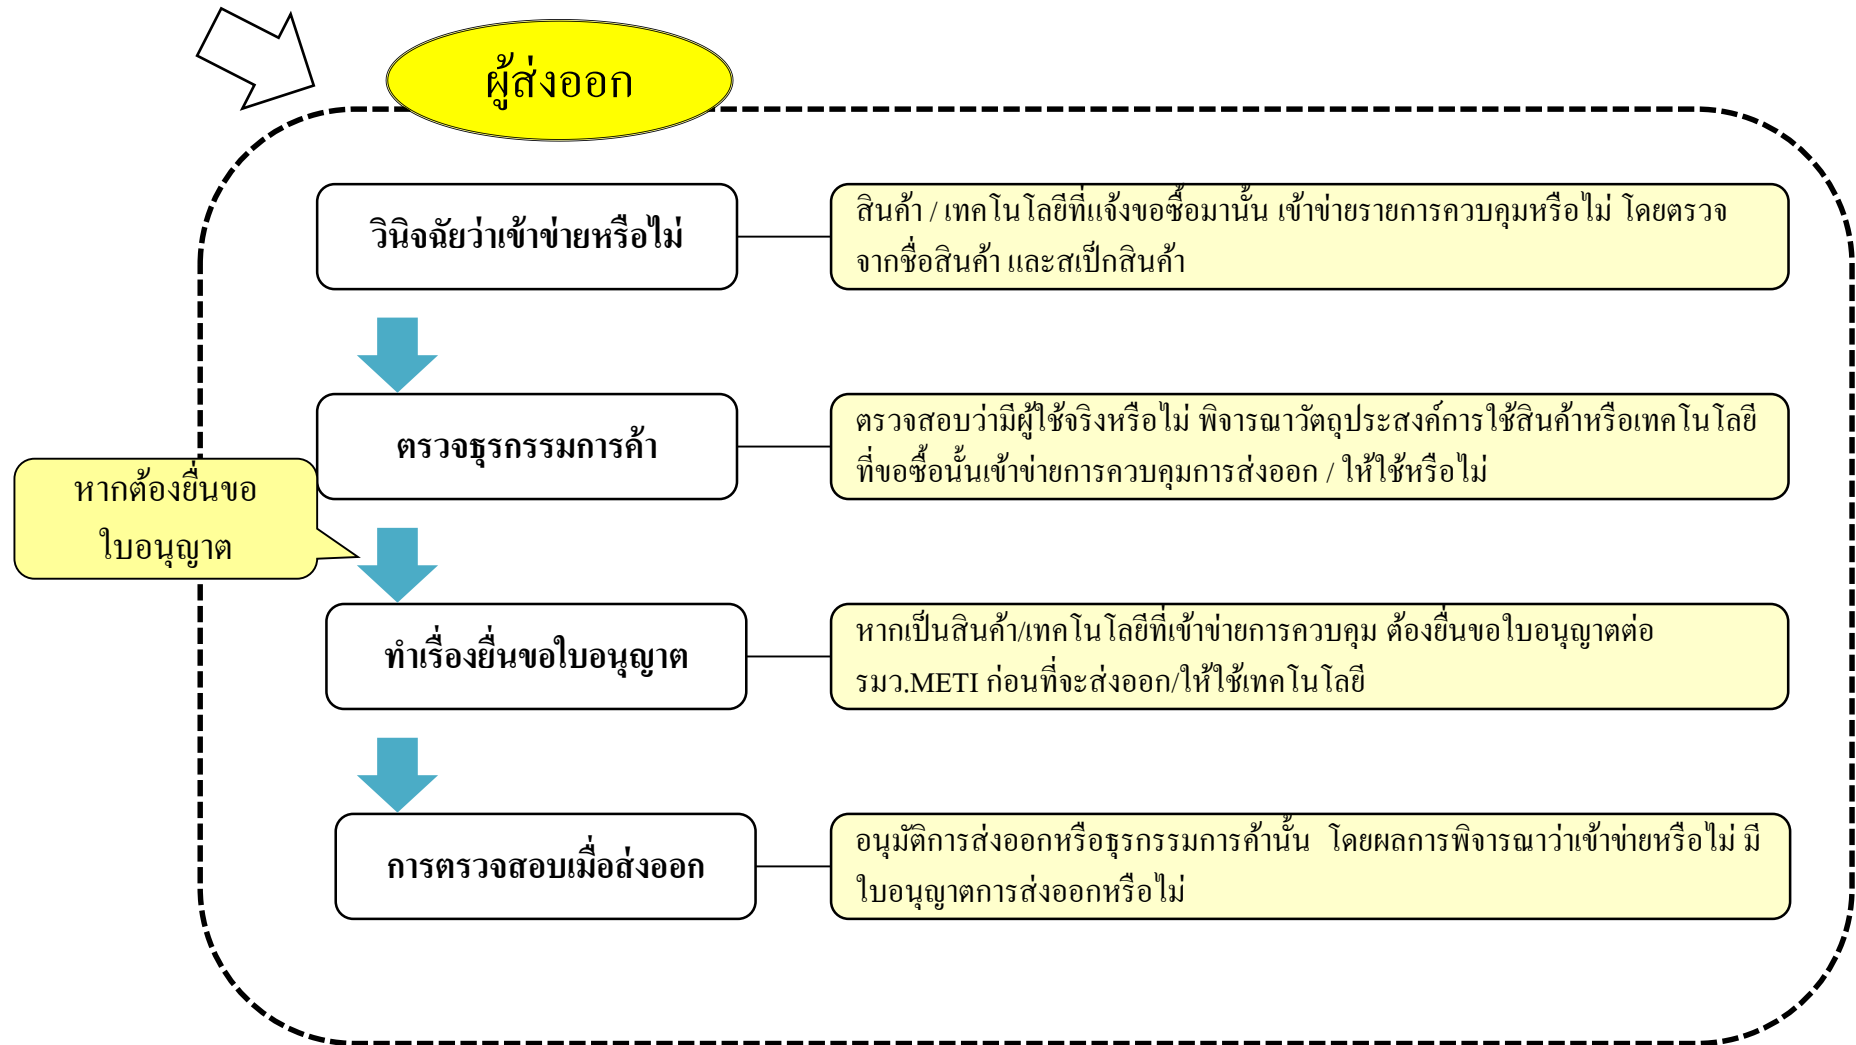 ผู้ส่งออก
วินิจฉัยว่าเข้าข่ายหรือไม่
สินค้า / เทคโนโลยีที่แจ้งขอซื้อมานั้น เข้าข่ายรายการควบคุมหรือไม่ โดยตรวจ
จากชื่อสินค้า และสเป็กสินค้า
ตรวจธุรกรรมการค้า
ตรวจสอบว่ามีผู้ใช้จริงหรือไม่ พิจารณาวัตถุประสงค์การใช้สินค้าหรือเทคโนโลยี
ที่ขอซื้อนั้นเข้าข่ายการควบคุมการส่งออก / ให้ใช้หรือไม่
หากต้องยื่นขอ
ใบอนุญาต
ทำเรื่องยื่นขอใบอนุญาต
หากเป็นสินค้า/เทคโนโลยีที่เข้าข่ายการควบคุม ต้องยื่นขอใบอนุญาตต่อ
รมว.METI ก่อนที่จะส่งออก/ให้ใช้เทคโนโลยี
การตรวจสอบเมื่อส่งออก
อนุมัติการส่งออกหรือธุรกรรมการค้านั้น โดยผลการพิจารณาว่าเข้าข่ายหรือไม่ มี
ใบอนุญาตการส่งออกหรือไม่